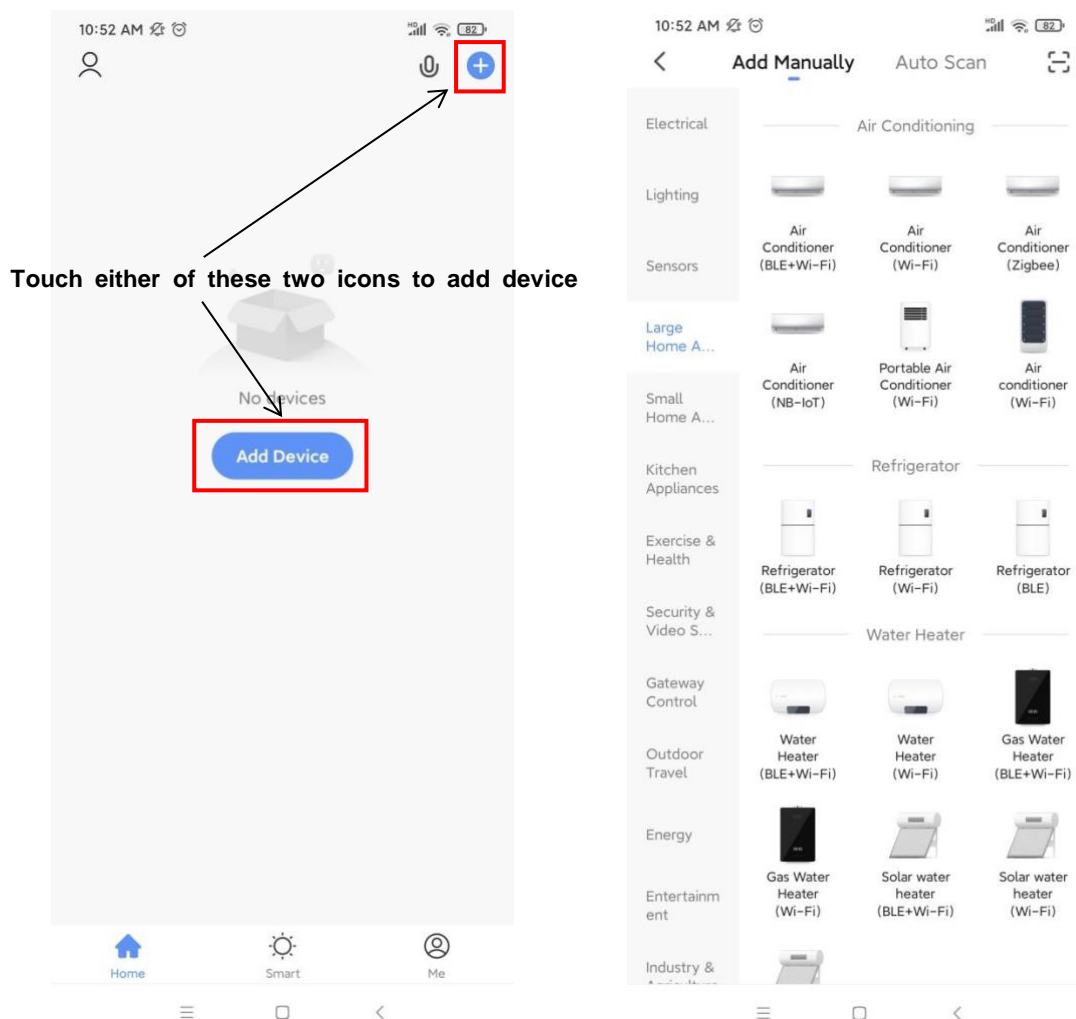 10:52 AM
HD
82
Touch either of these two icons to add device
No devices
Add Device
Home
Smart
Me
10:52 AM
HD
82
Add Manually
Auto Scan
Electrical
Lighting
Sensors
Large
Home A...
Small
Home A...
Kitchen
Appliances
Exercise &
Health
Security &
Video S...
Gateway
Control
Outdoor
Travel
Energy
Entertainm
ent
Industry &
Air Conditioning
Air
Conditioner
(BLE+Wi-Fi)
Air
Conditioner
(Wi-Fi)
Air
Conditioner
(Zigbee)
Air
Conditioner
(NB-IoT)
Portable Air
Conditioner
(Wi-Fi)
Air
conditioner
(Wi-Fi)
Refrigerator
Refrigerator
(BLE+Wi-Fi)
Refrigerator
(Wi-Fi)
Refrigerator
(BLE)
Water Heater
Water
Heater
(BLE+Wi-Fi)
Water
Heater
(Wi-Fi)
Gas Water
Heater
(BLE+Wi-Fi)
Gas Water
Heater
(Wi-Fi)
Solar water
heater
(BLE+Wi-Fi)
Solar water
heater
(Wi-Fi)